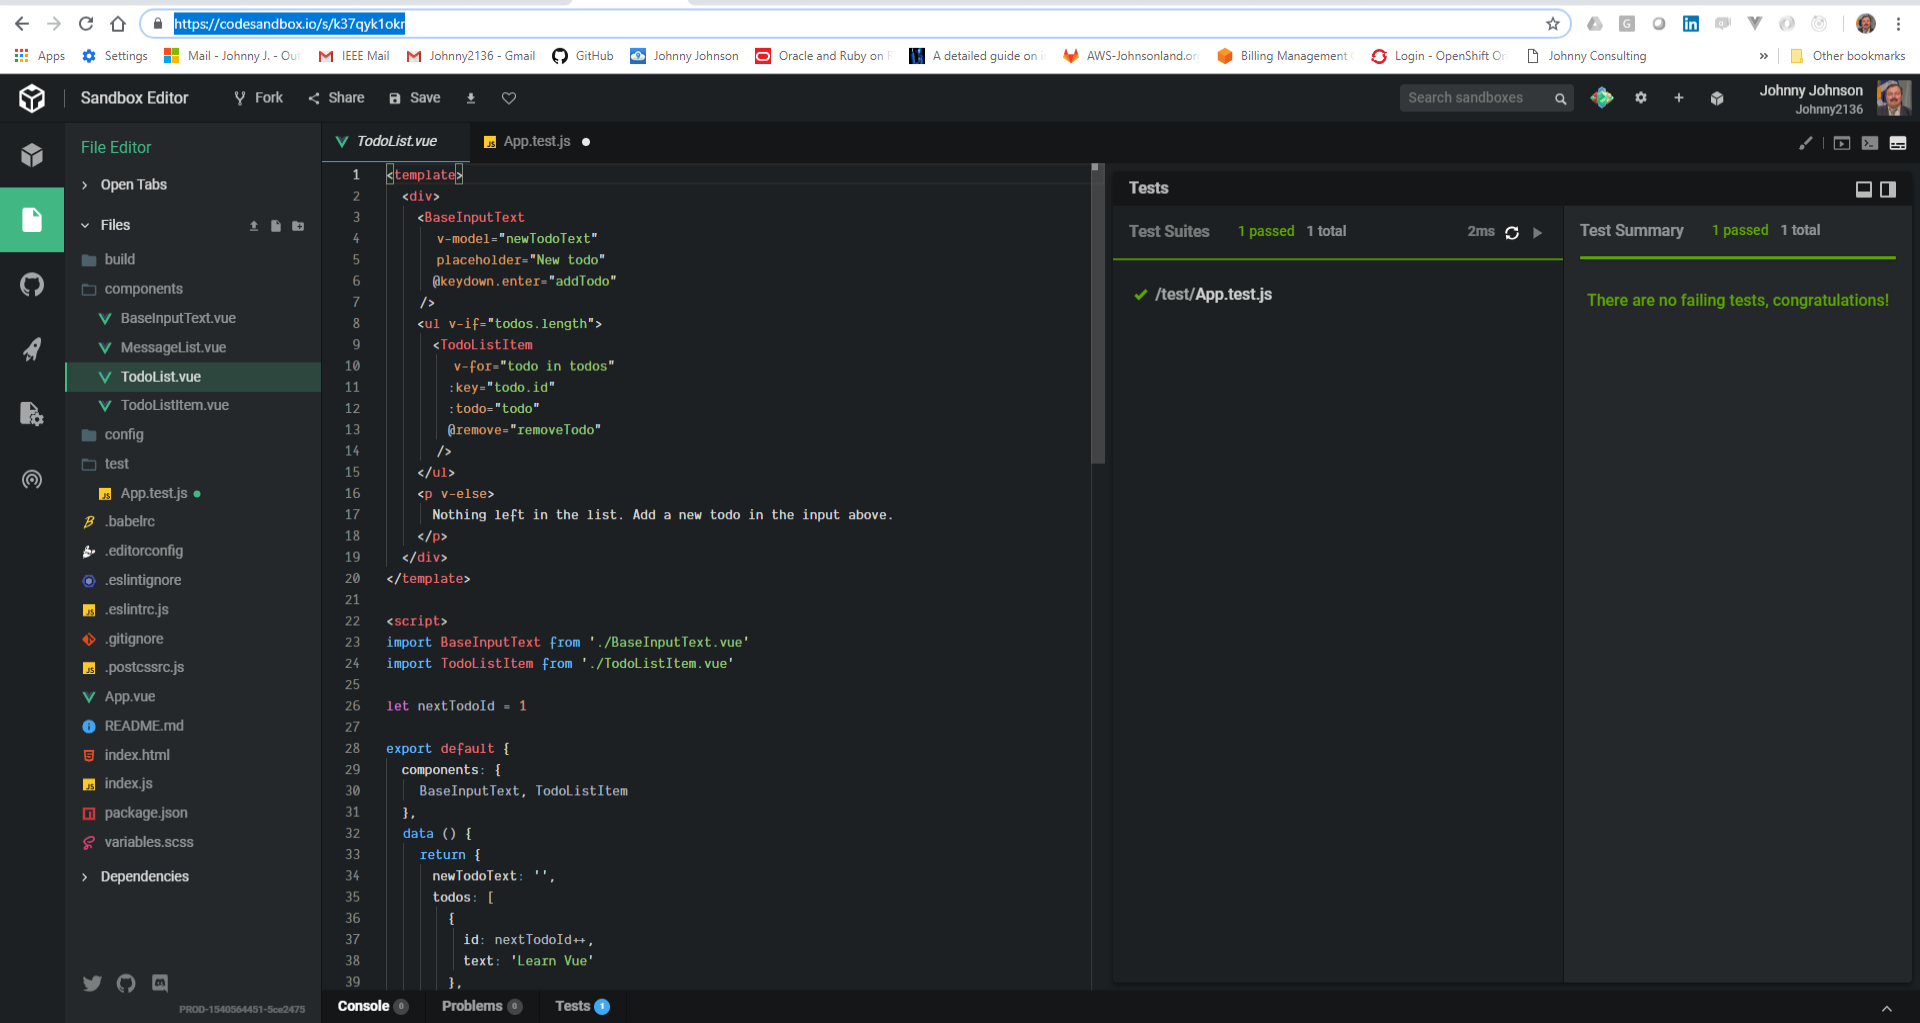 https://codesandbox.io/s/k37qyk1okr
Apps
Settings
Mail - Johnny J. - Out
IEEE Mail
Johnny2136 - Gmail
GitHub
Johnny Johnson
Oracle and Ruby on
A detailed guide on
AWS-Johnsonland.org
Billing Management
Login - OpenShift On
Johnny Consulting
»
Other bookmarks
Sandbox Editor
Fork
Share
Save
Search sandboxes
Johnny Johnson
Johnny2136
File Editor
Open Tabs
Files
build
components
BaseInputText.vue
MessageList.vue
TodoList.vue
TodoListItem.vue
config
test
App.test.js
.babelrc
.editorconfig
.eslintignore
.eslintrc.js
.gitignore
.postcssrc.js
App.vue
README.md
index.html
index.js
package.json
variables.scss
Dependencies
PROD-1540564451-5ce2475
TodoList.vue
App.test.js
1 <template>
2 <div>
3 <BaseInputText
4 v-model="newTodoText"
5 placeholder="New todo"
6 @keydown.enter="addTodo"
7 />
8 <ul v-if="todos.length">
9 <TodoListItem
10 v-for="todo in todos"
11 :key="todo.id"
12 :todo="todo"
13 @remove="removeTodo"
14 />
15 </ul>
16 <p v-else>
17 Nothing left in the list. Add a new todo in the input above.
18 </p>
19 </div>
20 </template>
21
22 <script>
23 import BaseInputText from './BaseInputText.vue'
24 import TodoListItem from './TodoListItem.vue'
25
26 let nextTodoId = 1
27
28 export default {
29 components: {
30 BaseInputText, TodoListItem
31 },
32 data () {
33 return {
34 newTodoText: '',
35 todos: [
36 {
37 id: nextTodoId++,
38 text: 'Learn Vue'
39 },
Console 0
Problems 0
Tests 1
Tests
Test Suites 1 passed 1 total 2ms
/test/App.test.js
Test Summary 1 passed 1 total
There are no failing tests, congratulations!